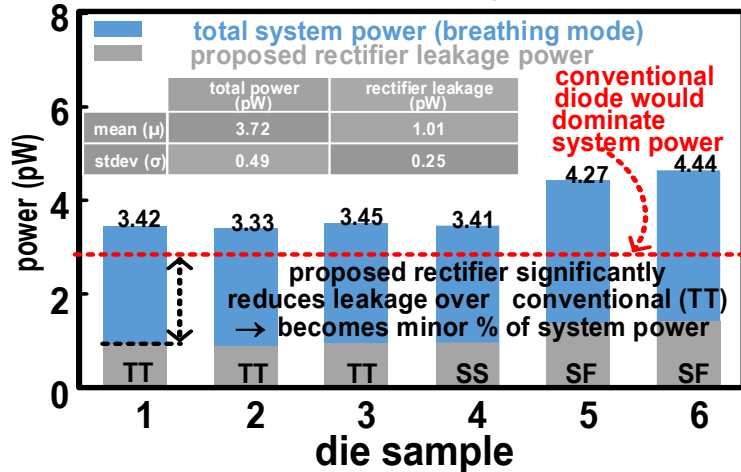 8
total system power (breathing mode)
proposed rectifier leakage power
total power (pW) rectifier leakage (pW)
mean (μ) 3.72 1.01
stdev (σ) 0.49 0.25
conventional
diode would
dominate
system power
6
4
2
0
power (pW)
3.42 3.33 3.45 3.41 4.27 4.44
proposed rectifier significantly
reduces leakage over conventional (TT)
→ becomes minor % of system power
TT TT TT SS SF SF
1 2 3 4 5 6
die sample